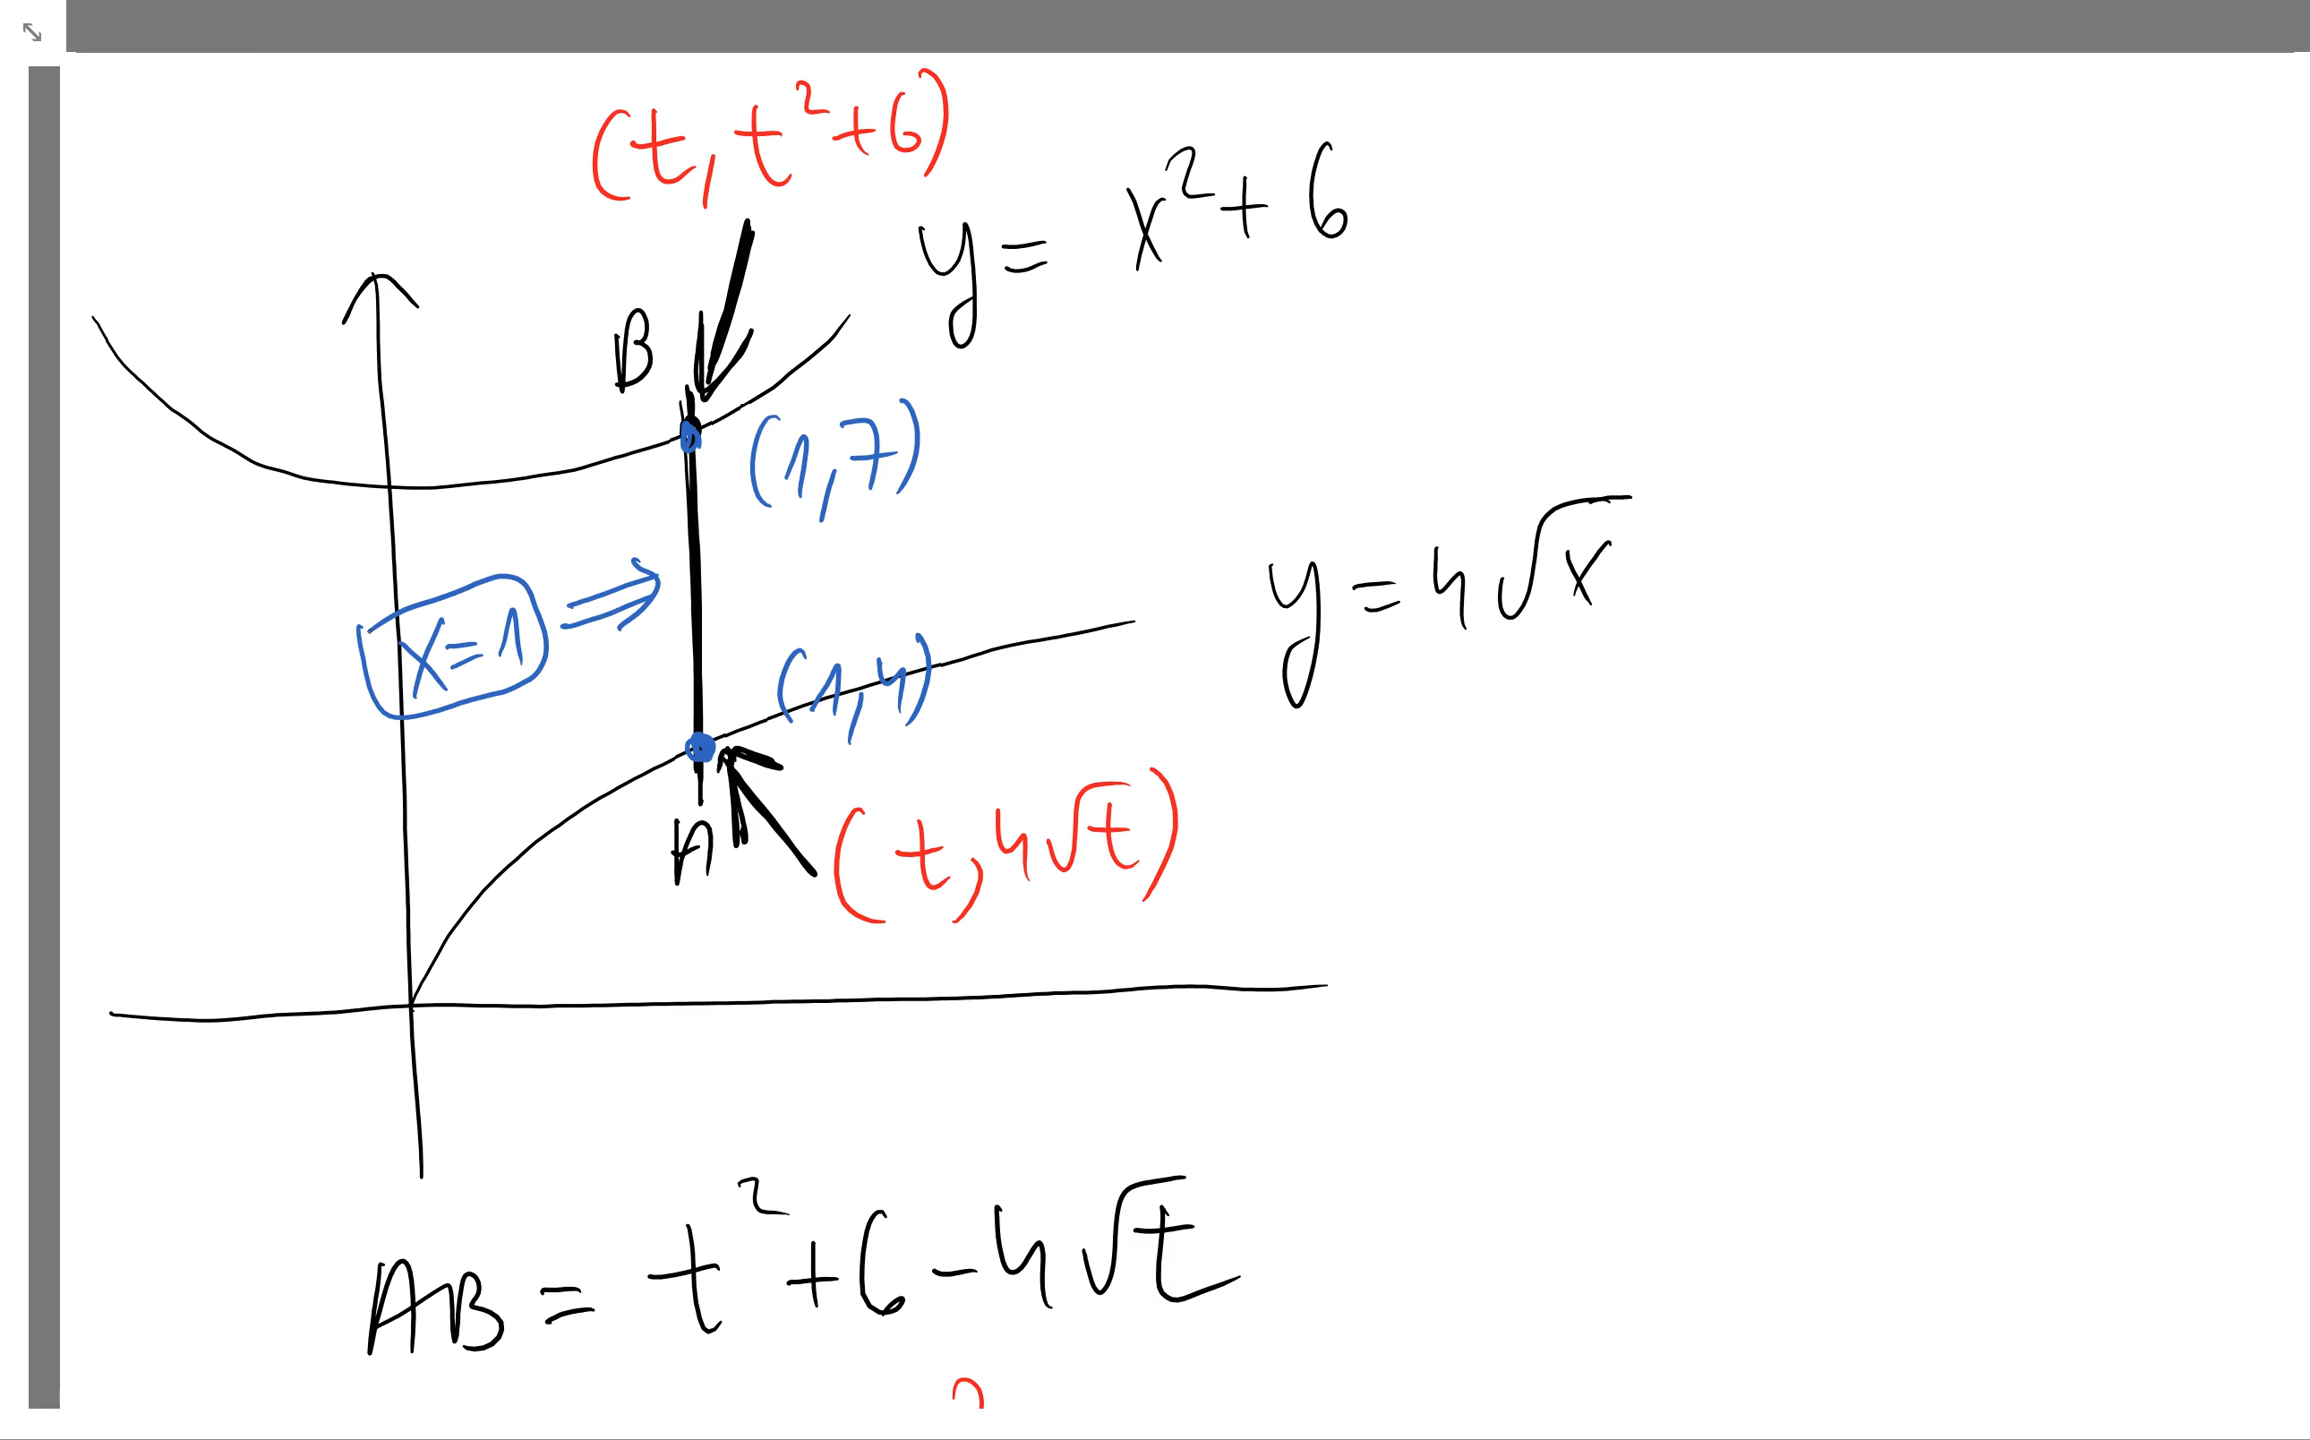 (t, t²+6)
y = x²+6
B
(1,7)
y=4√x
x=1 ⇒
(1,4)
A
(t,4√t)
AB = t²+6-4√t